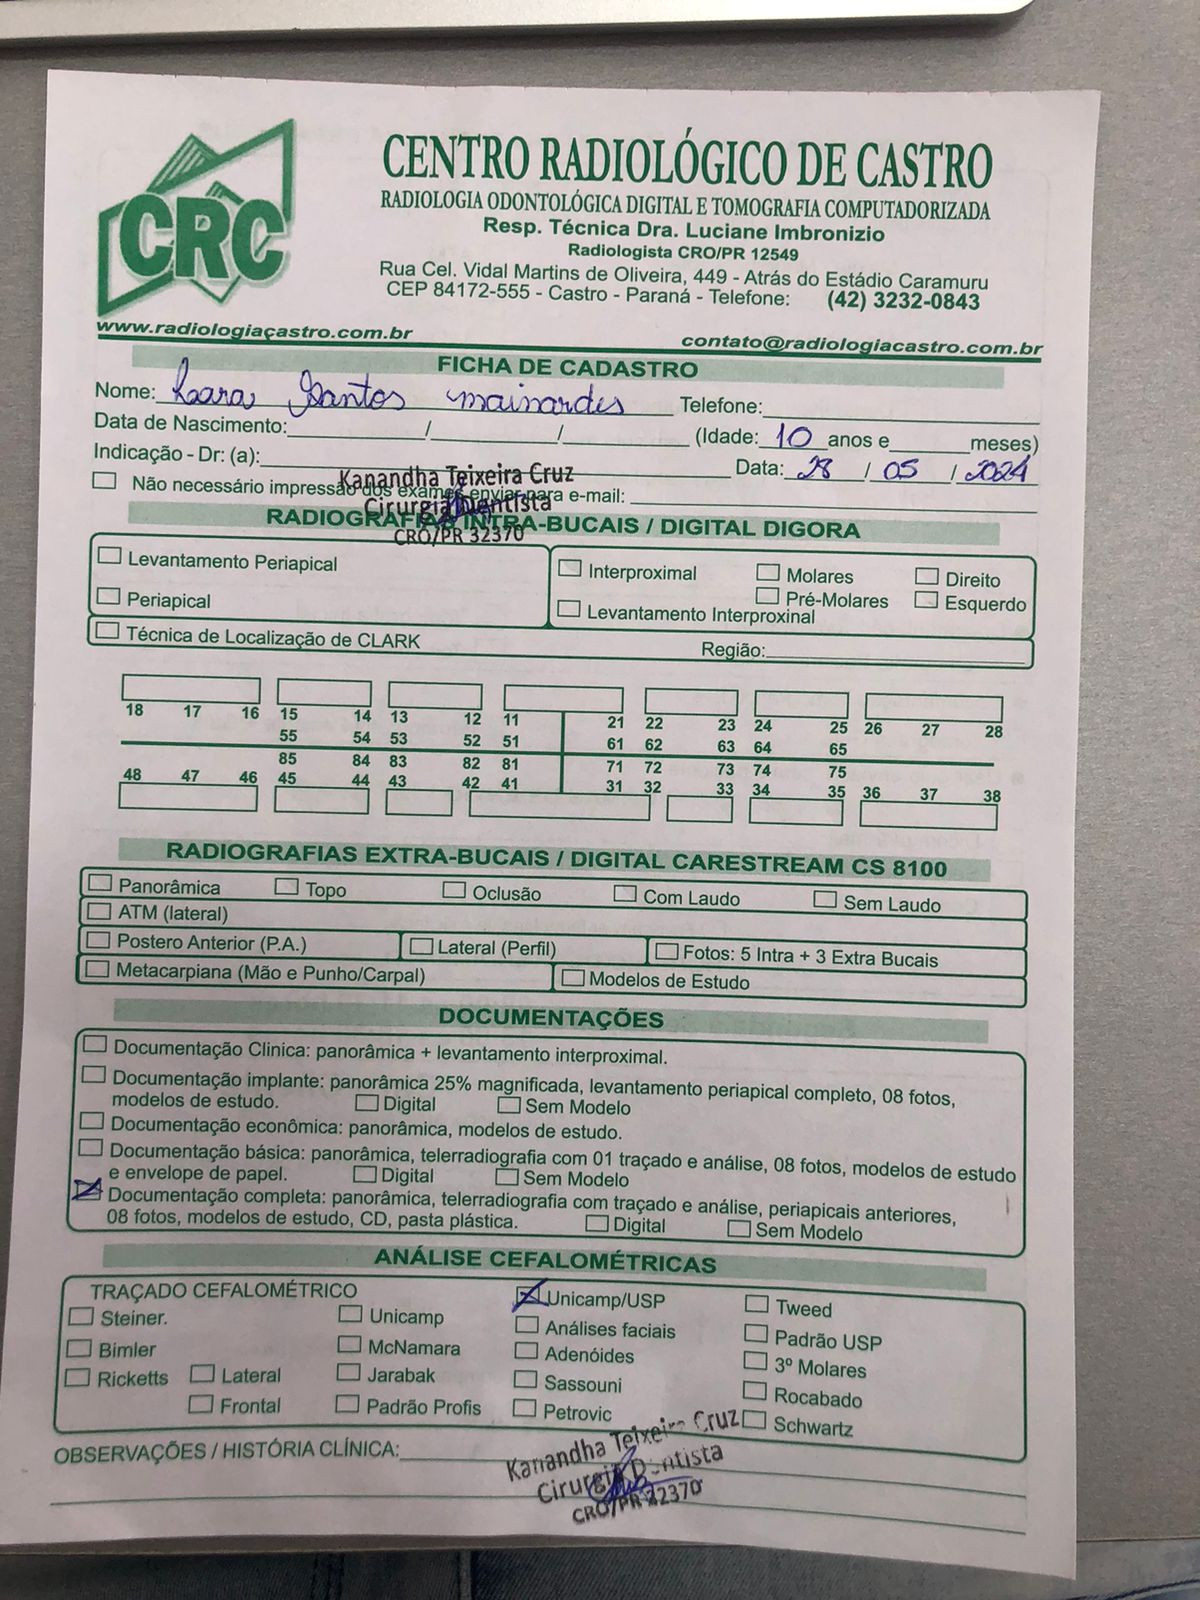 CRC
CENTRO RADIOLÓGICO DE CASTRO
RADIOLOGIA ODONTOLÓGICA DIGITAL E TOMOGRAFIA COMPUTADORIZADA
Resp. Técnica Dra. Luciane Imbronizio
Radiologista CRO/PR 12549
Rua Cel. Vidal Martins de Oliveira, 449 - Atrás do Estádio Caramuru
CEP 84172-555 - Castro - Paraná - Telefone: (42) 3232-0843
www.radiologiacastro.com.br contato@radiologiacastro.com.br
FICHA DE CADASTRO
Nome: Lara Santos mainardes Telefone:
Data de Nascimento: / / (Idade: 10 anos e meses)
Indicação - Dr: (a): Data: 28 / 05 / 2024
Kanandha Teixeira Cruz
Não necessário impressão dos exames enviar para e-mail:
Cirurgiã Dentista
RADIOGRAFIAS INTRA-BUCAIS / DIGITAL DIGORA
CRO/PR 32370
Levantamento Periapical Interproximal Molares Direito
Periapical Levantamento Interproxinal Pré-Molares Esquerdo
Técnica de Localização de CLARK Região:
18 17 16 15 14 13 12 11 21 22 23 24 25 26 27 28
55 54 53 52 51 61 62 63 64 65
85 84 83 82 81 71 72 73 74 75
48 47 46 45 44 43 42 41 31 32 33 34 35 36 37 38
RADIOGRAFIAS EXTRA-BUCAIS / DIGITAL CARESTREAM CS 8100
Panorâmica Topo Oclusão Com Laudo Sem Laudo
ATM (lateral)
Postero Anterior (P.A.) Lateral (Perfil) Fotos: 5 Intra + 3 Extra Bucais
Metacarpiana (Mão e Punho/Carpal) Modelos de Estudo
DOCUMENTAÇÕES
Documentação Clinica: panorâmica + levantamento interproximal.
Documentação implante: panorâmica 25% magnificada, levantamento periapical completo, 08 fotos,
modelos de estudo. Digital Sem Modelo
Documentação econômica: panorâmica, modelos de estudo.
Documentação básica: panorâmica, telerradiografia com 01 traçado e análise, 08 fotos, modelos de estudo
e envelope de papel. Digital Sem Modelo
Documentação completa: panorâmica, telerradiografia com traçado e análise, periapicais anteriores,
08 fotos, modelos de estudo, CD, pasta plástica. Digital Sem Modelo
ANÁLISE CEFALOMÉTRICAS
TRAÇADO CEFALOMÉTRICO
Steiner. Unicamp Unicamp/USP Tweed
Bimler McNamara Análises faciais Padrão USP
Ricketts Lateral Jarabak Adenóides 3º Molares
Frontal Padrão Profis Sassouni Rocabado
Petrovic Schwartz
OBSERVAÇÕES / HISTÓRIA CLÍNICA:
Kanandha Teixeira Cruz
Cirurgiã Dentista
CRO/PR 32370